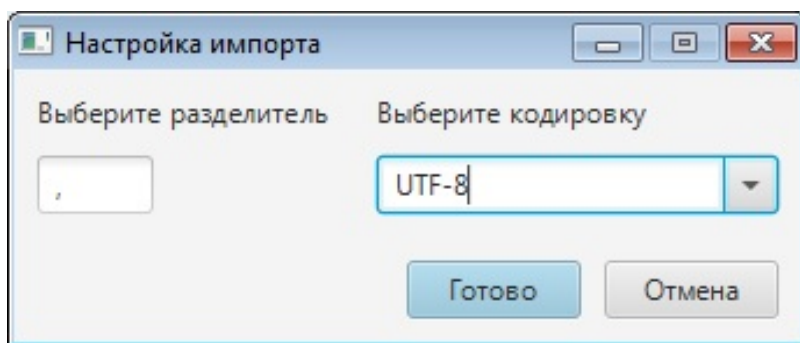 Настройка импорта
Выберите разделитель Выберите кодировку
, UTF-8
Готово Отмена